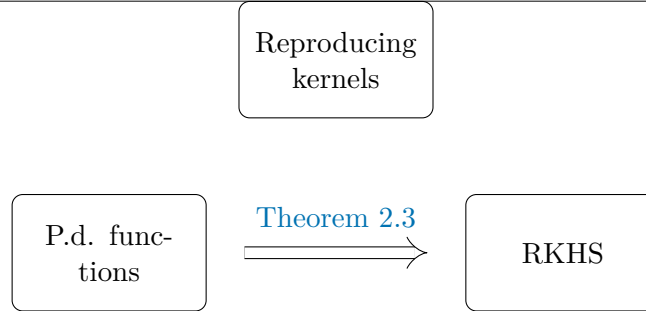 Reproducing
kernels
Theorem 2.3
P.d. func-
tions
RKHS